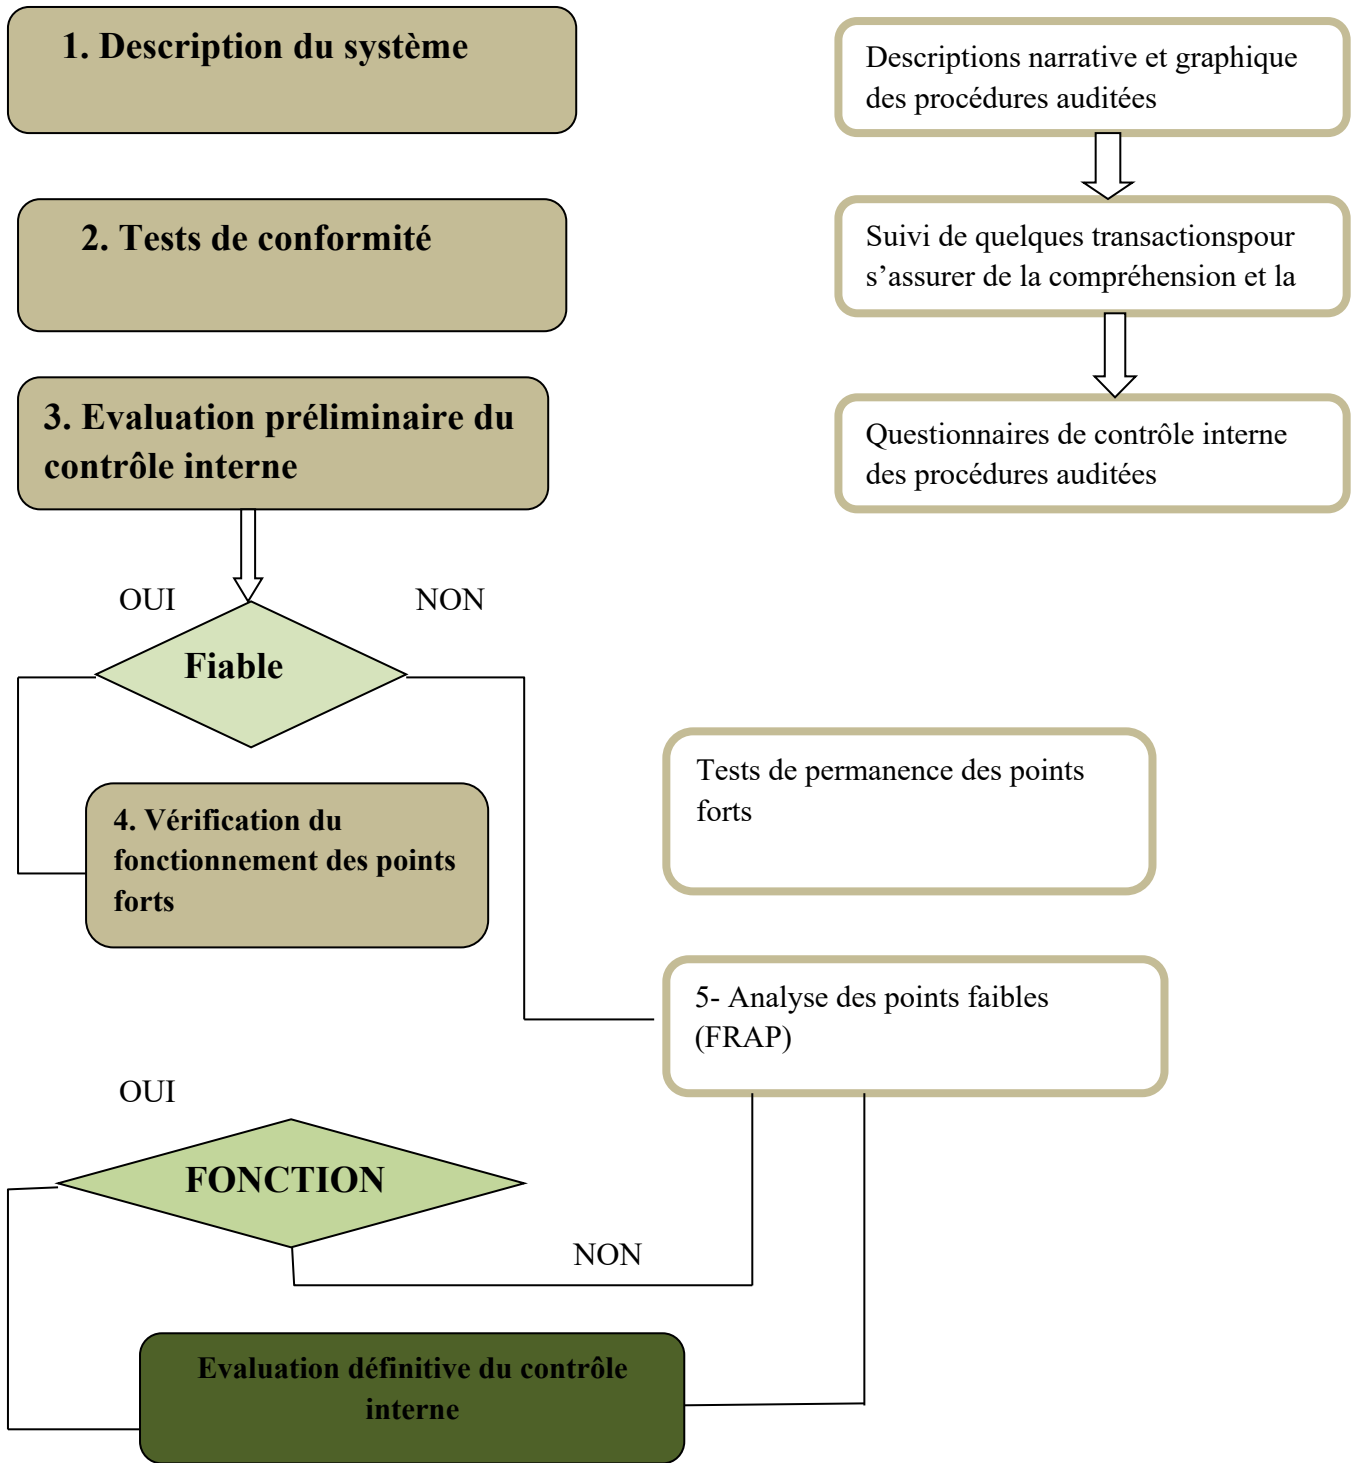 1. Description du système
Descriptions narrative et graphique
des procédures auditées
2. Tests de conformité
Suivi de quelques transactionspour
s’assurer de la compréhension et la
3. Evaluation préliminaire du
contrôle interne
Questionnaires de contrôle interne
des procédures auditées
OUI
NON
Fiable
Tests de permanence des points
forts
4. Vérification du
fonctionnement des points
forts
5- Analyse des points faibles
(FRAP)
OUI
FONCTION
NON
Evaluation définitive du contrôle
interne